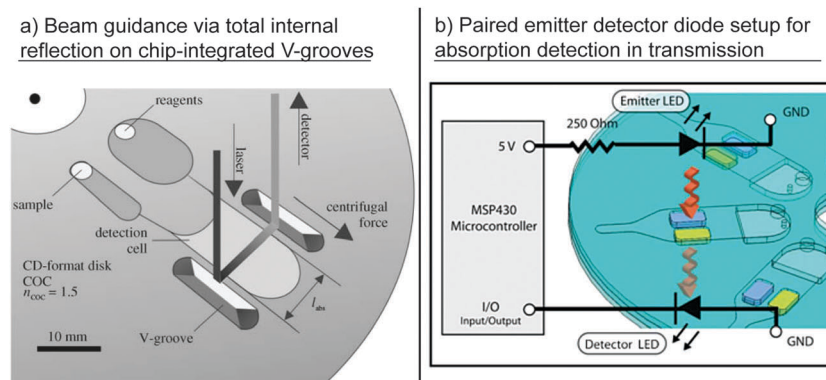 a) Beam guidance via total internal
reflection on chip-integrated V-grooves
reagents
sample
laser
detector
detection
cell
centrifugal
force
CD-format disk
COC
n_coc = 1.5
l_abs
10 mm
V-groove
b) Paired emitter detector diode setup for
absorption detection in transmission
Emitter LED
GND
250 Ohm
5 V
MSP430
Microcontroller
I/O
Input/Output
Detector LED
GND